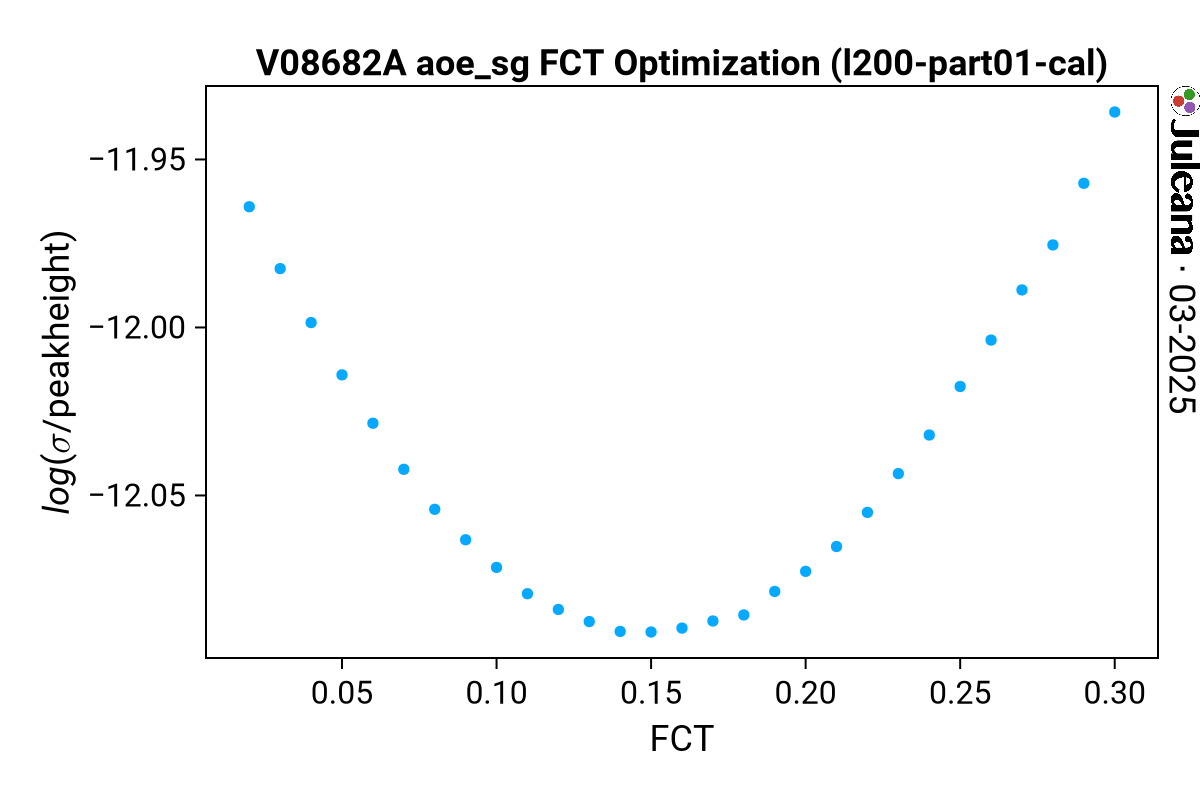 V08682A aoe_sg FCT Optimization (l200-part01-cal)
log(σ/peakheight)
−11.95
−12.00
−12.05
0.05 0.10 0.15 0.20 0.25 0.30
FCT
Juleana · 03-2025